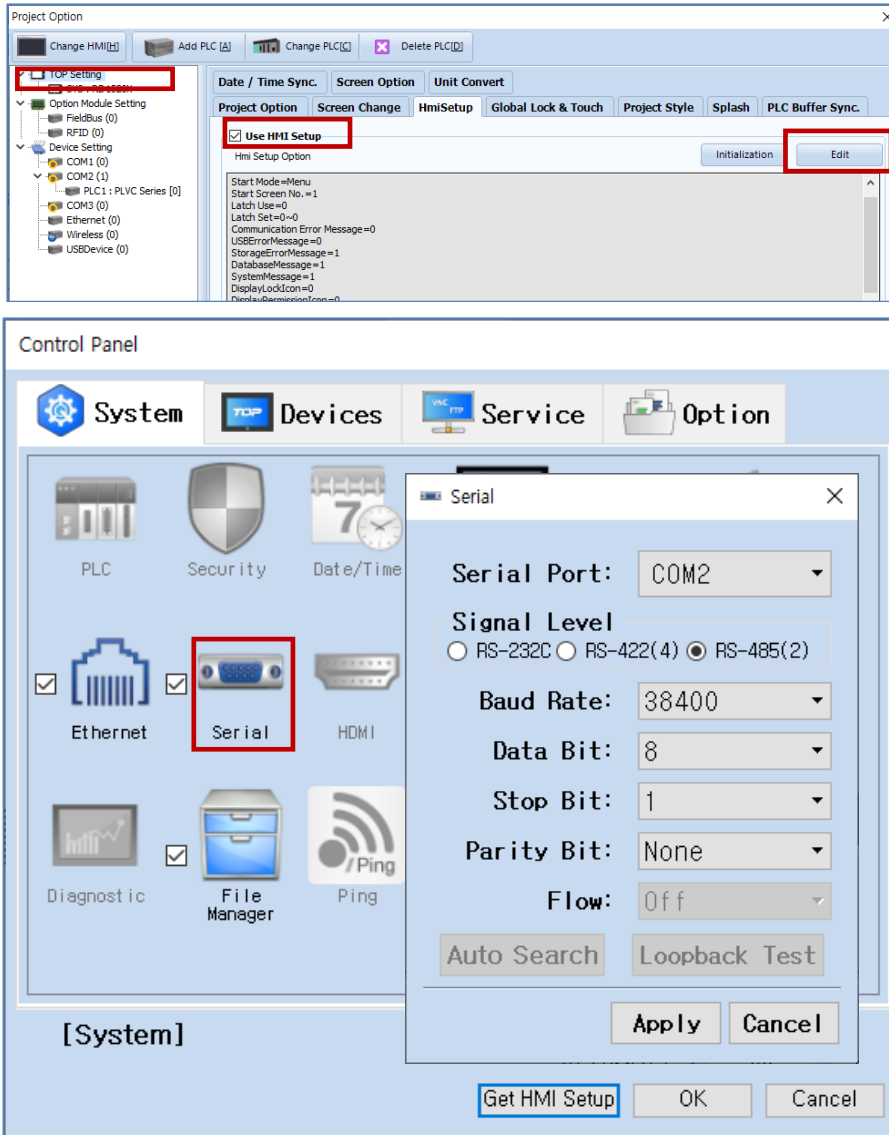 Project Option
Change HMI[H] Add PLC [A] Change PLC[C] Delete PLC[D]
TOP Setting
Option Module Setting
FieldBus (0)
RFID (0)
Device Setting
COM1 (0)
COM2 (1)
PLC1 : PLVC Series [0]
COM3 (0)
Ethernet (0)
Wireless (0)
USBDevice (0)
Date / Time Sync. Screen Option Unit Convert
Project Option Screen Change HmiSetup Global Lock & Touch Project Style Splash PLC Buffer Sync.
Use HMI Setup
Hmi Setup Option Initialization Edit
Start Mode=Menu
Start Screen No.=1
Latch Use=0
Latch Set=0~0
Communication Error Message=0
USBErrorMessage=0
StorageErrorMessage=1
DatabaseMessage=1
SystemMessage=1
DisplayLockIcon=0
DisplayPermissionIcon=0
Control Panel
System Devices Service Option
TOP
VNC
FTP
PLC Security Date/Time
7
Ethernet Serial HDMI
Diagnostic File Manager Ping
/Ping
Serial
Serial Port: COM2
Signal Level
RS-232C RS-422(4) RS-485(2)
Baud Rate: 38400
Data Bit: 8
Stop Bit: 1
Parity Bit: None
Flow: Off
Auto Search Loopback Test
Apply Cancel
[System]
Get HMI Setup OK Cancel